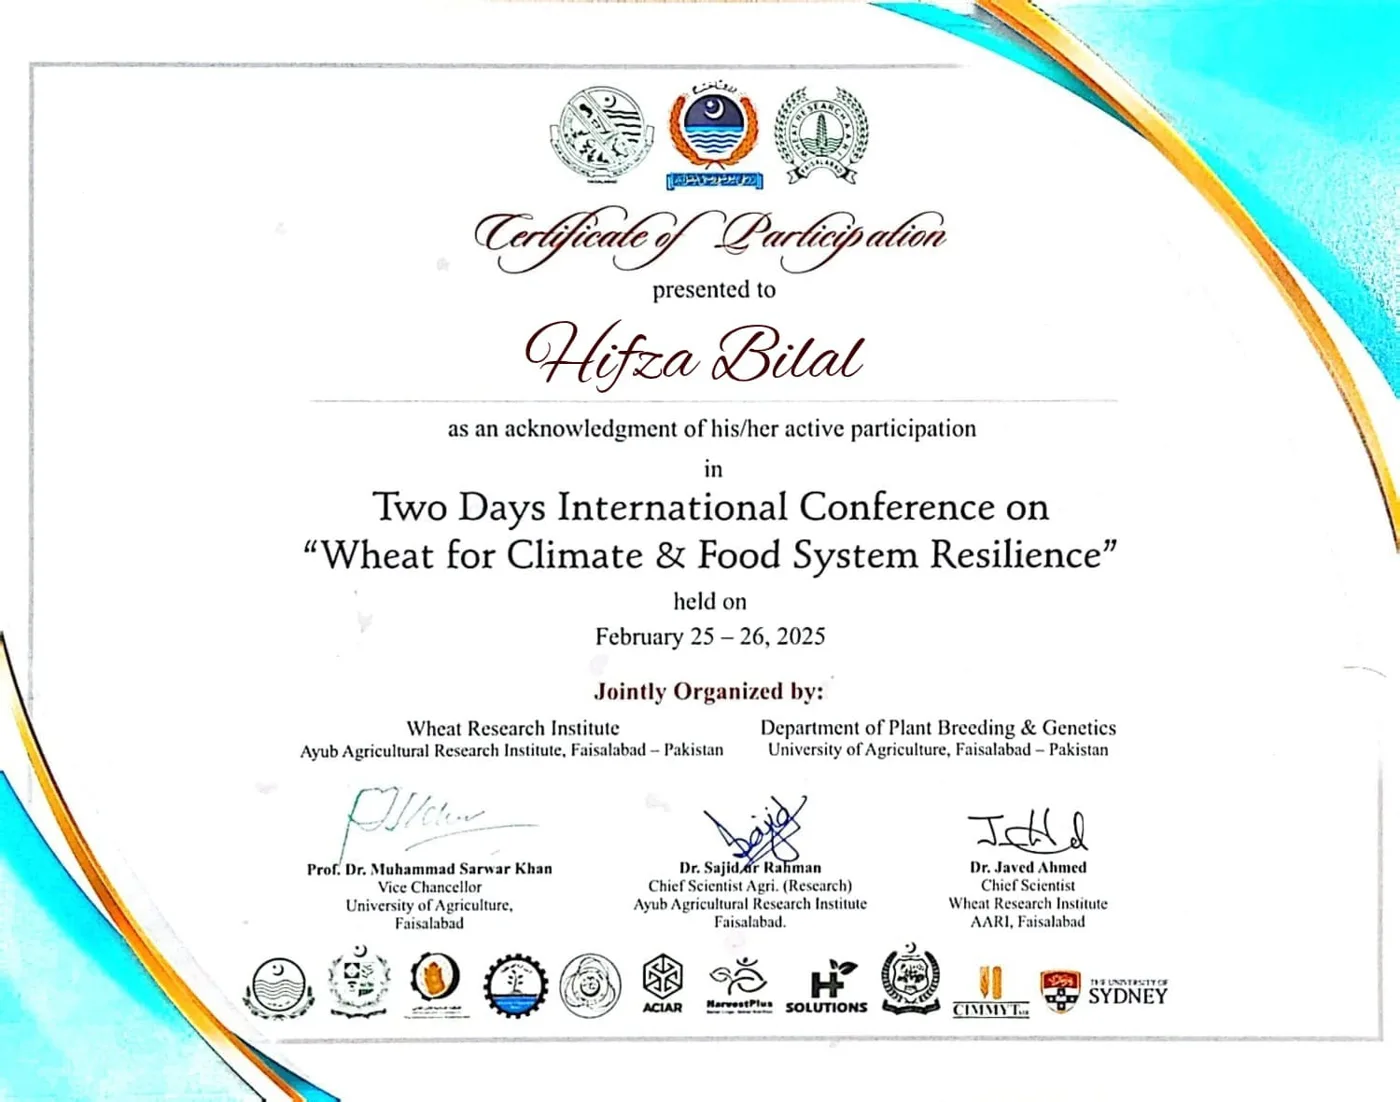 WHEAT RESEARCH AARI
FAISALABAD
Certificate of Participation
presented to
Hifza Bilal
as an acknowledgment of his/her active participation
in
Two Days International Conference on
“Wheat for Climate & Food System Resilience”
held on
February 25 – 26, 2025
Jointly Organized by:
Wheat Research Institute
Ayub Agricultural Research Institute, Faisalabad – Pakistan
Department of Plant Breeding & Genetics
University of Agriculture, Faisalabad – Pakistan
Sajid
Prof. Dr. Muhammad Sarwar Khan
Vice Chancellor
University of Agriculture,
Faisalabad
Dr. Sajid ur Rahman
Chief Scientist Agri. (Research)
Ayub Agricultural Research Institute
Faisalabad.
Dr. Javed Ahmed
Chief Scientist
Wheat Research Institute
AARI, Faisalabad
ACIAR
HarvestPlus
H+
SOLUTIONS
CIMMYT
THE UNIVERSITY OF
SYDNEY